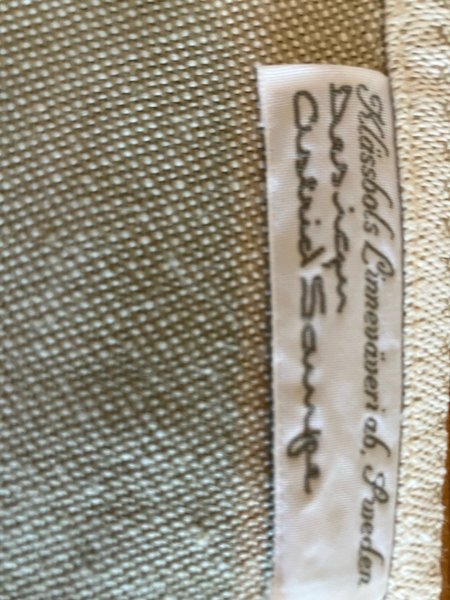 Klässbols Linneväveri ab. Sweden
Design
Astrid Sampe